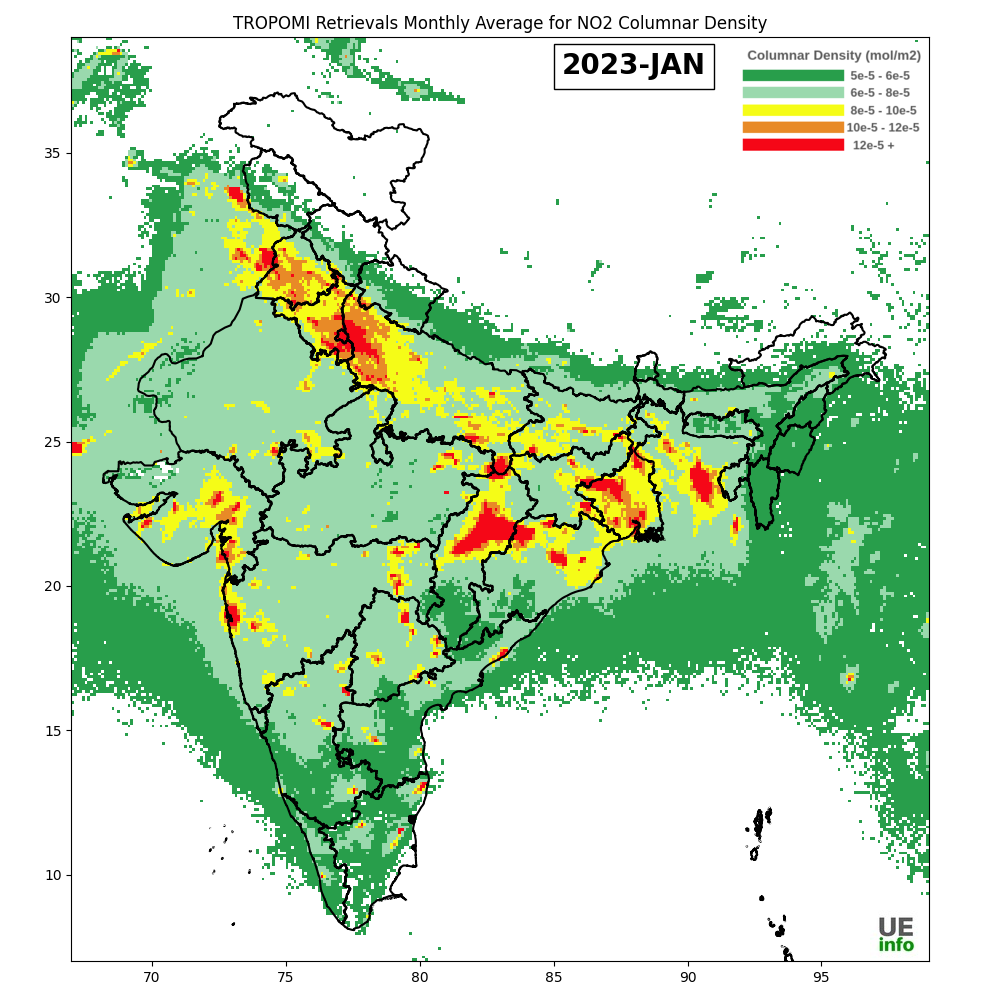 TROPOMI Retrievals Monthly Average for NO2 Columnar Density
2023-JAN
Columnar Density (mol/m2)
5e-5 - 6e-5
6e-5 - 8e-5
8e-5 - 10e-5
10e-5 - 12e-5
12e-5 +
35
30
25
20
15
10
UE
info
70
75
80
85
90
95